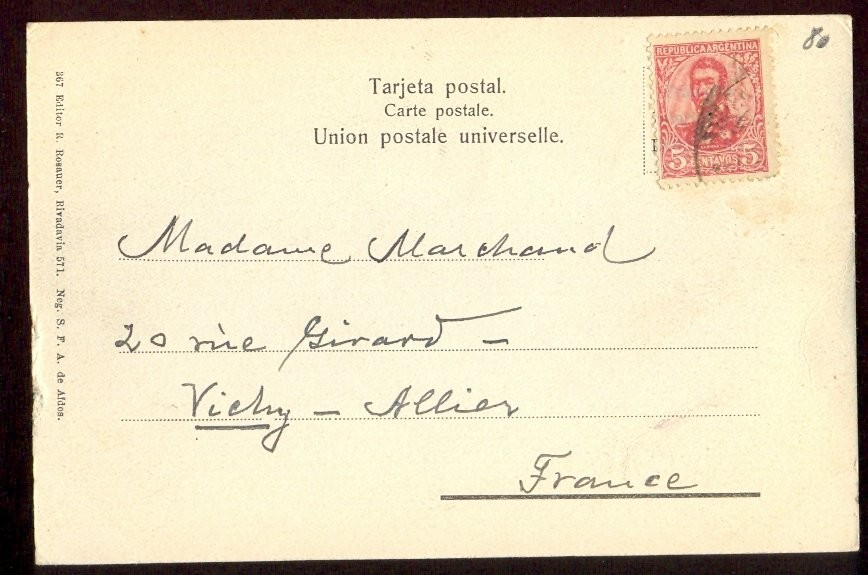 80
REPUBLICA ARGENTINA
5 CENTAVOS 5
Tarjeta postal.
Carte postale.
Union postale universelle.
Madame Marchand
20 rue Girard -
Vichy - Allier
France
367 Editor R. Rosauer, Rivadavia 571. Neg. S. F. A. de Afdos.